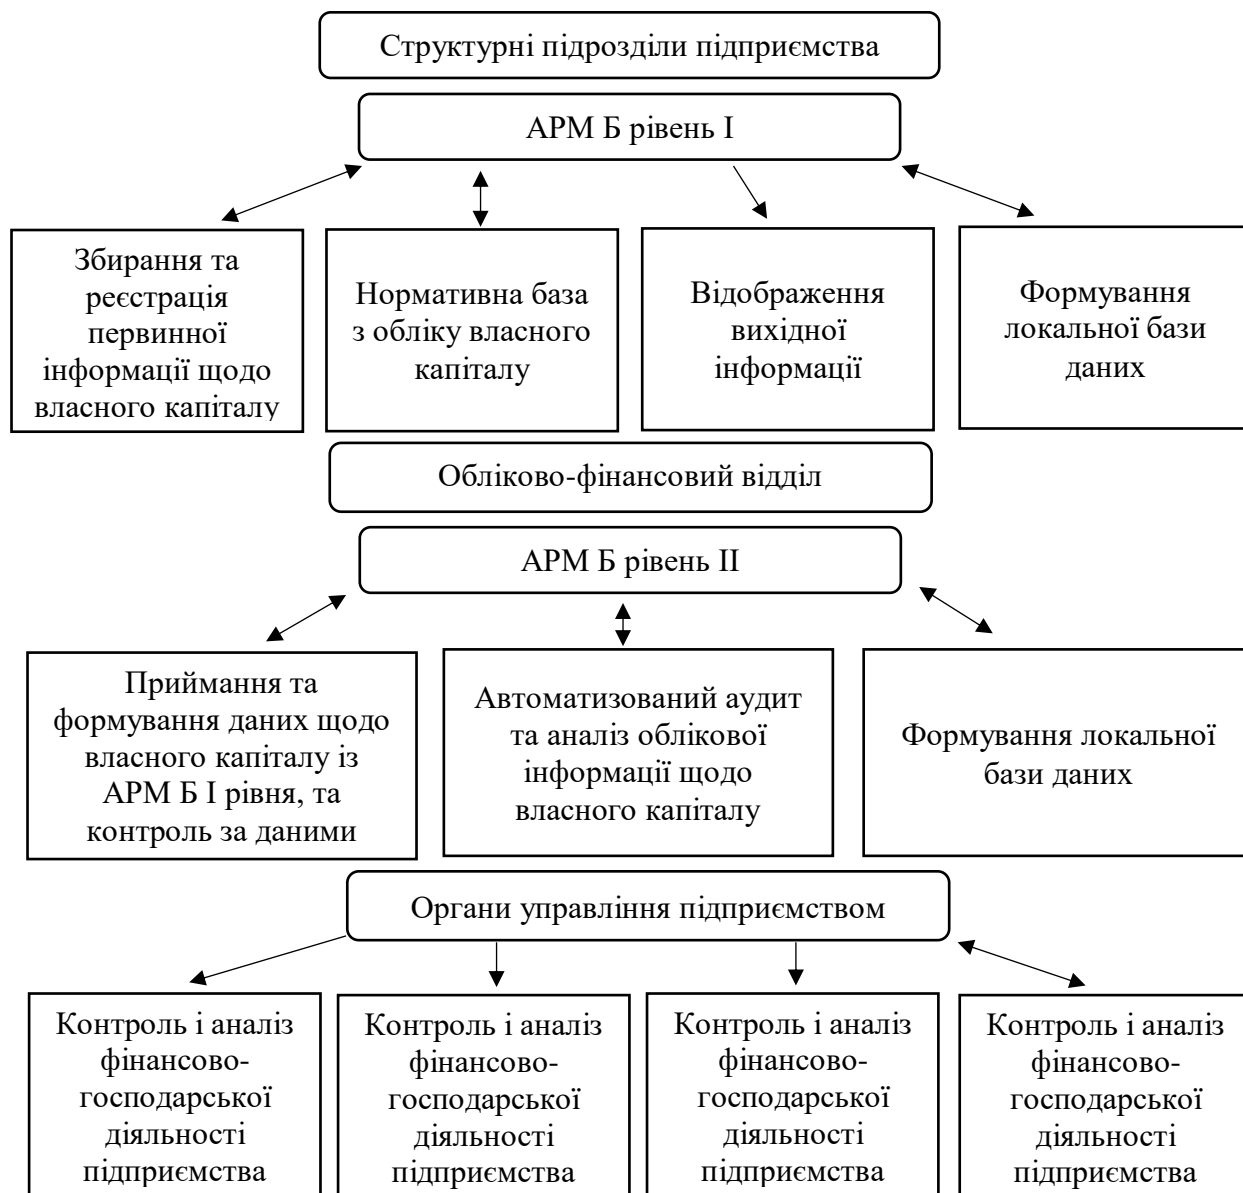 Структурні підрозділи підприємства
АРМ Б рівень І
Збирання та
реєстрація
первинної
інформації щодо
власного капіталу
Нормативна база
з обліку власного
капіталу
Відображення
вихідної
інформації
Формування
локальної бази
даних
Обліково-фінансовий відділ
АРМ Б рівень ІІ
Приймання та
формування даних щодо
власного капіталу із
АРМ Б І рівня, та
контроль за даними
Автоматизований аудит
та аналіз облікової
інформації щодо
власного капіталу
Формування локальної
бази даних
Органи управління підприємством
Контроль і аналіз
фінансово-
господарської
діяльності
підприємства
Контроль і аналіз
фінансово-
господарської
діяльності
підприємства
Контроль і аналіз
фінансово-
господарської
діяльності
підприємства
Контроль і аналіз
фінансово-
господарської
діяльності
підприємства